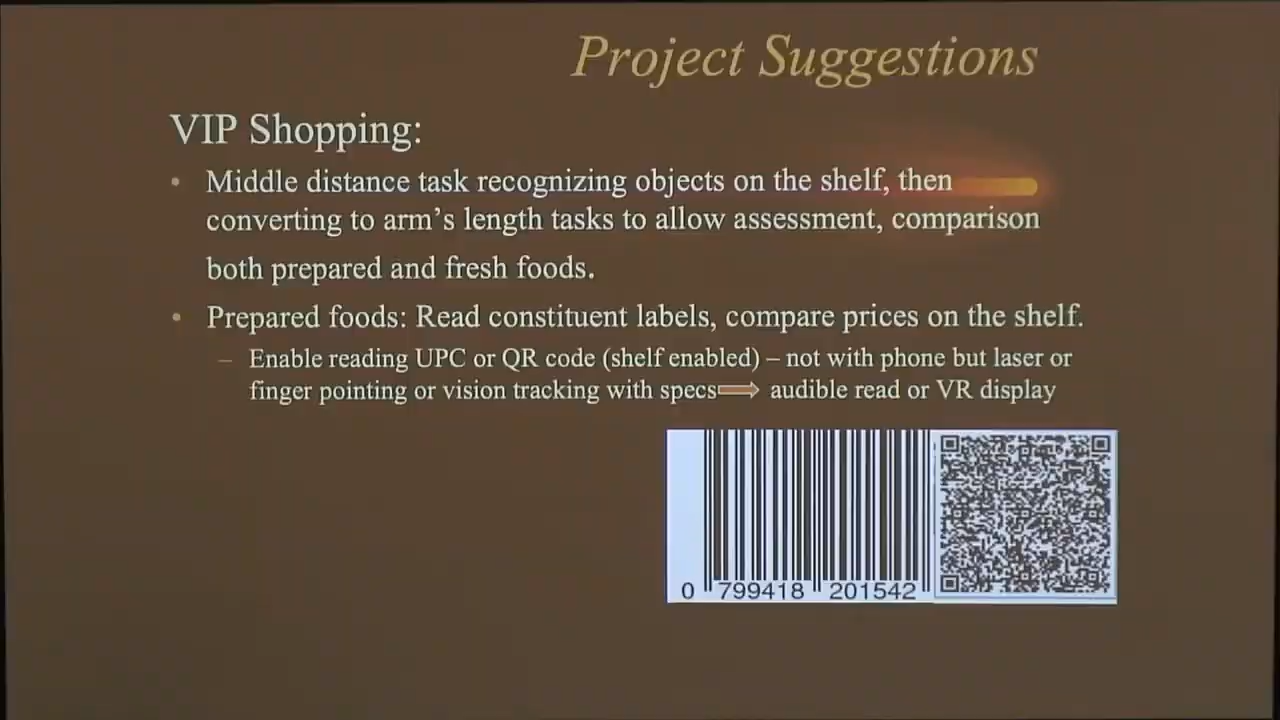 Project Suggestions
VIP Shopping:
• Middle distance task recognizing objects on the shelf, then
converting to arm’s length tasks to allow assessment, comparison
both prepared and fresh foods.
• Prepared foods: Read constituent labels, compare prices on the shelf.
– Enable reading UPC or QR code (shelf enabled) – not with phone but laser or
finger pointing or vision tracking with specs audible read or VR display
0 799418 201542